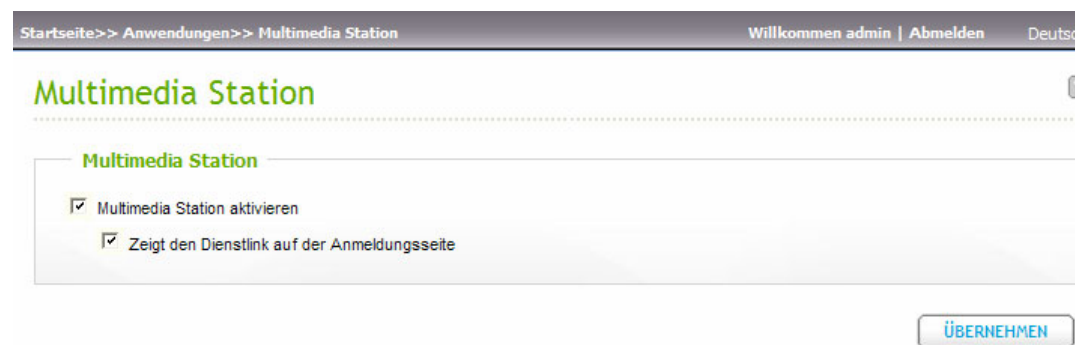 Startseite>> Anwendungen>> Multimedia Station Willkommen admin | Abmelden
Multimedia Station
Multimedia Station
Multimedia Station aktivieren
Zeigt den Dienstlink auf der Anmeldungsseite
ÜBERNEHMEN